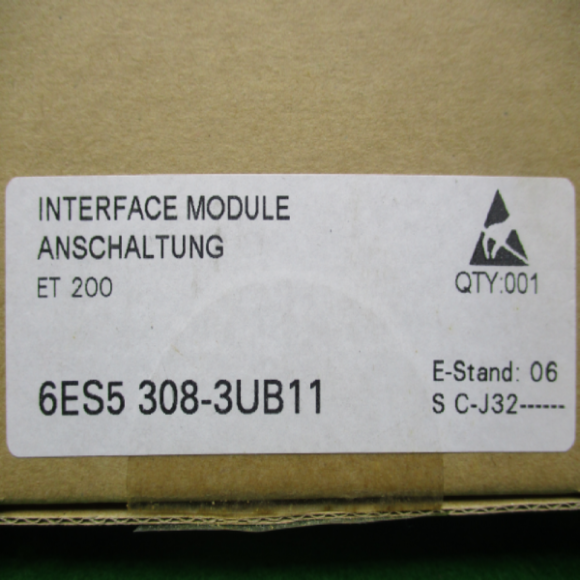 INTERFACE MODULE
ANSCHALTUNG
ET 200
QTY:001
6ES5 308-3UB11
E-Stand: 06
S C-J32------